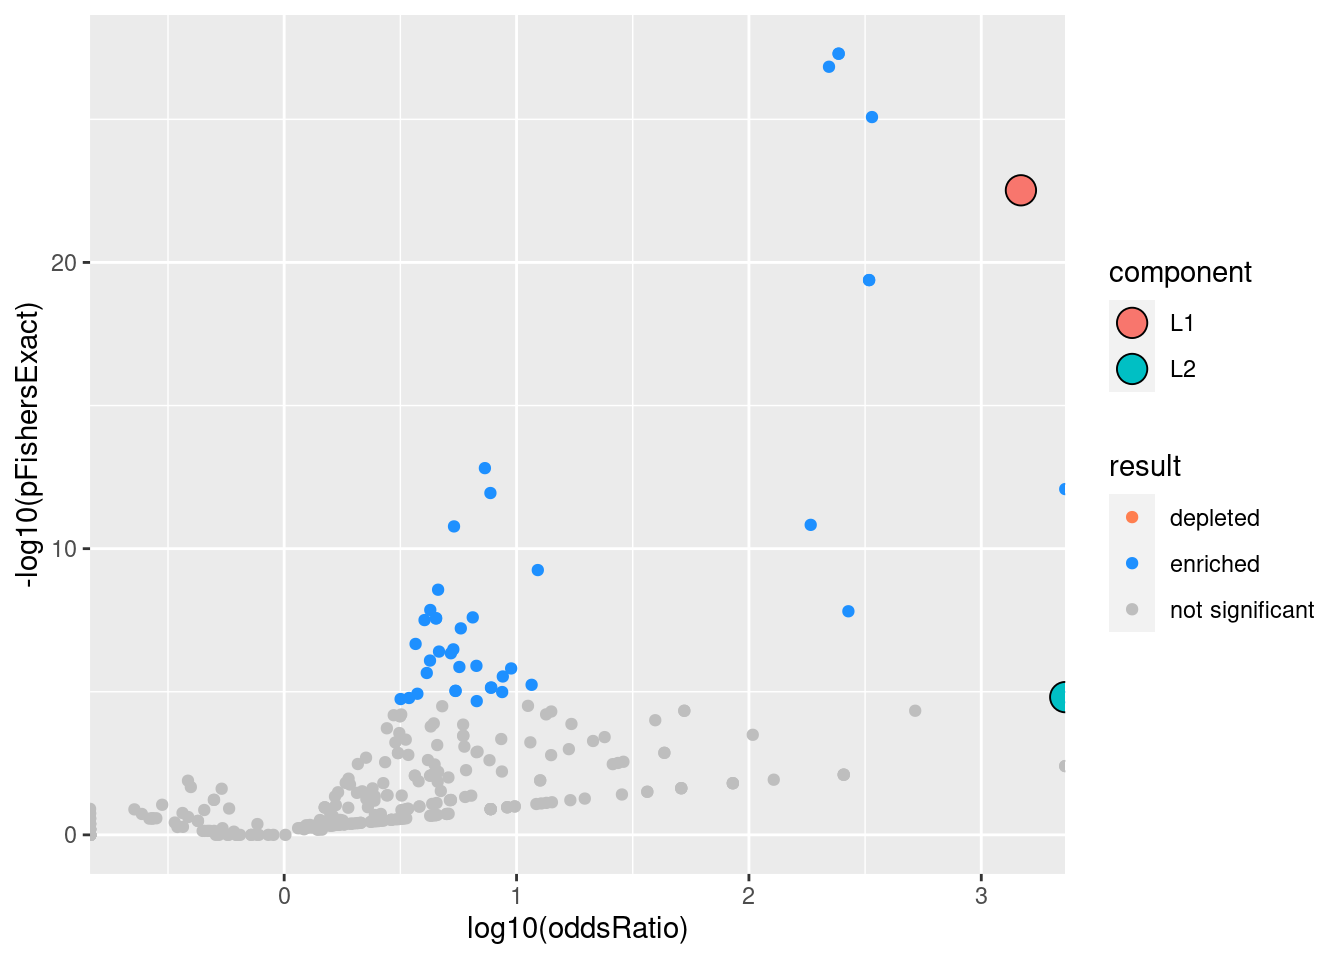 -log10(pFishersExact)
20
10
0
0
1
2
3
log10(oddsRatio)
component
L1
L2
result
depleted
enriched
not significant